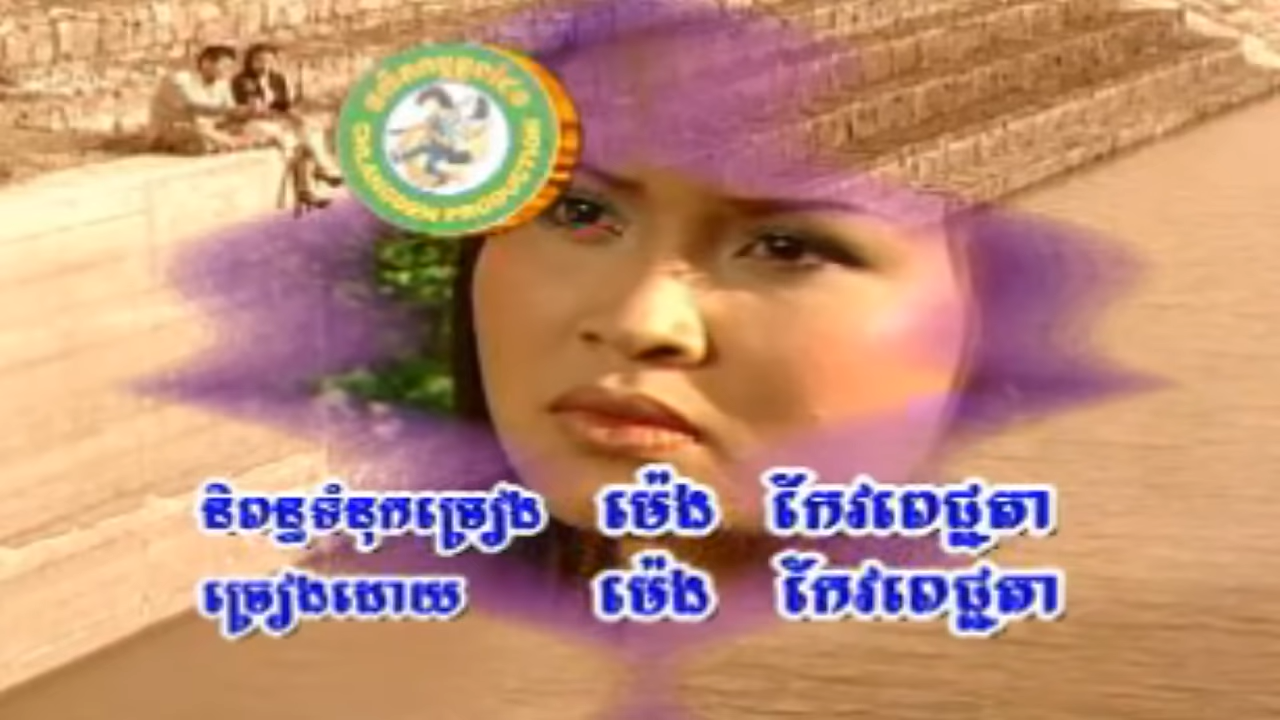 និពន្ធទំនុកច្រៀង ម៉េង កែវពេជ្ជតា
ច្រៀងដោយ ម៉េង កែវពេជ្ជតា
PRODUCTION